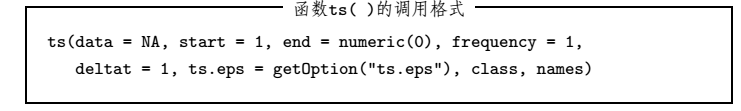 函数ts( )的调用格式
ts(data = NA, start = 1, end = numeric(0), frequency = 1,
deltat = 1, ts.eps = getOption("ts.eps"), class, names)